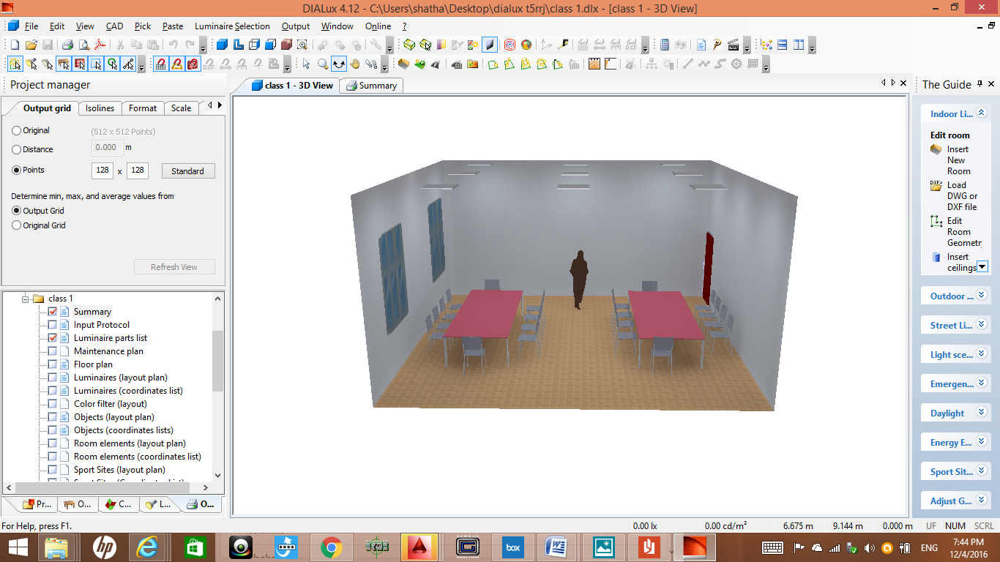 DIALux 4.12 - C:\Users\shatha\Desktop\dialux t5rrj\class 1.dlx - [class 1 - 3D View]
File Edit View CAD Pick Paste Luminaire Selection Output Window Online ?
Project manager
Output grid Isolines Format Scale
Original (512 x 512 Points)
Distance 0.000 m
Points 128 x 128 Standard
Determine min, max, and average values from
Output Grid
Original Grid
Refresh View
class 1
Summary
Input Protocol
Luminaire parts list
Maintenance plan
Floor plan
Luminaires (layout plan)
Luminaires (coordinates list)
Color filter (layout)
Objects (layout plan)
Objects (coordinates lists)
Room elements (layout plan)
Room elements (coordinates list)
Sport Sites (layout plan)
Pr... O... C... L... O...
class 1 - 3D View Summary
The Guide
Indoor Li...
Edit room
Insert
New
Room
DXF
Load
DWG or
DXF file
Edit
Room
Geometr
Insert
ceilings
Outdoor ...
Street Li...
Light sce...
Emergen...
Daylight
Energy E...
Sport Sit...
Adjust G...
For Help, press F1. 0.00 lx 0.00 cd/m² 6.675 m 9.144 m 0.000 m UF NUM SCRL
hp box ENG 7:44 PM
12/4/2016